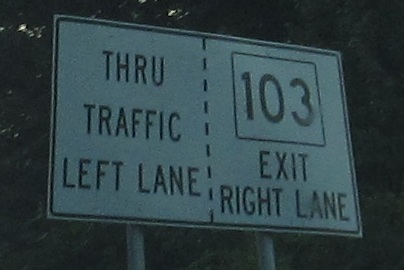 THRU
TRAFFIC
LEFT LANE
103
EXIT
RIGHT LANE